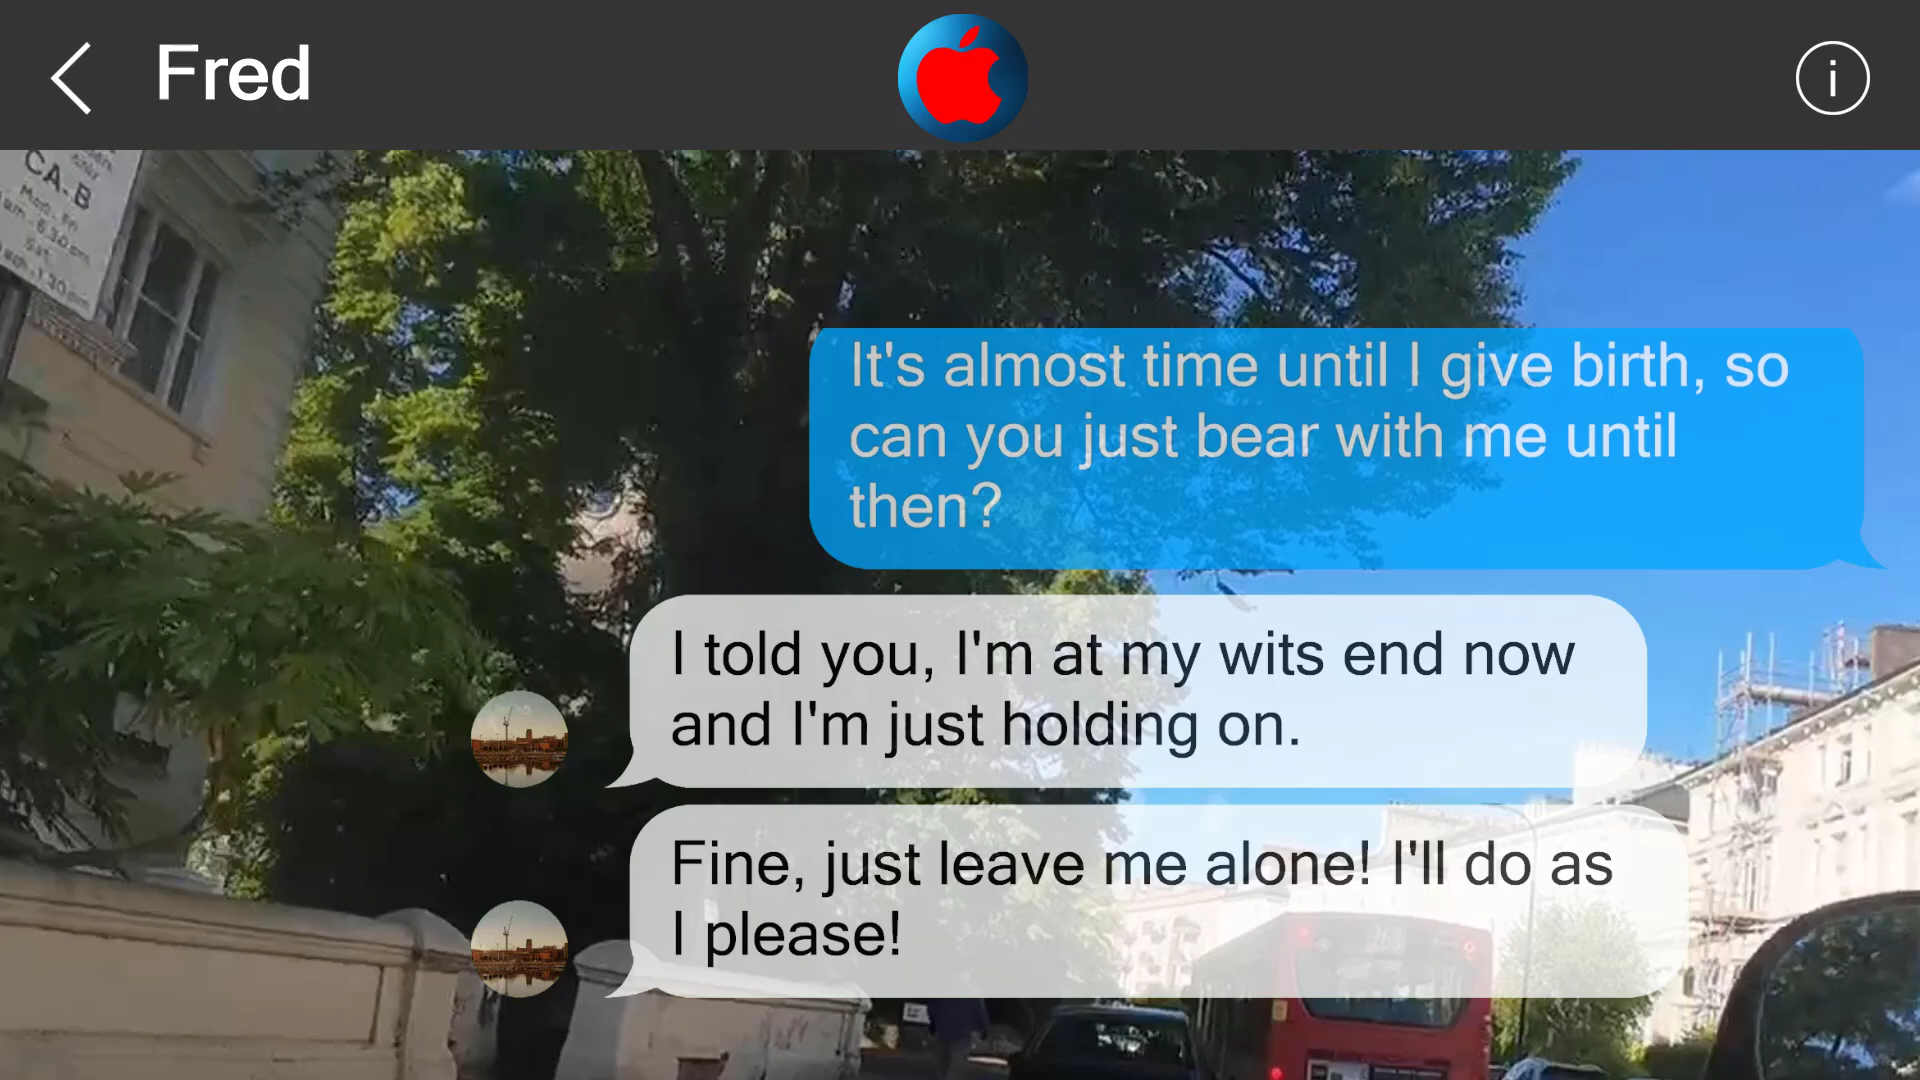 Fred
i
CA-B
It's almost time until I give birth, so
can you just bear with me until
then?
I told you, I'm at my wits end now
and I'm just holding on.
Fine, just leave me alone! I'll do as
I please!